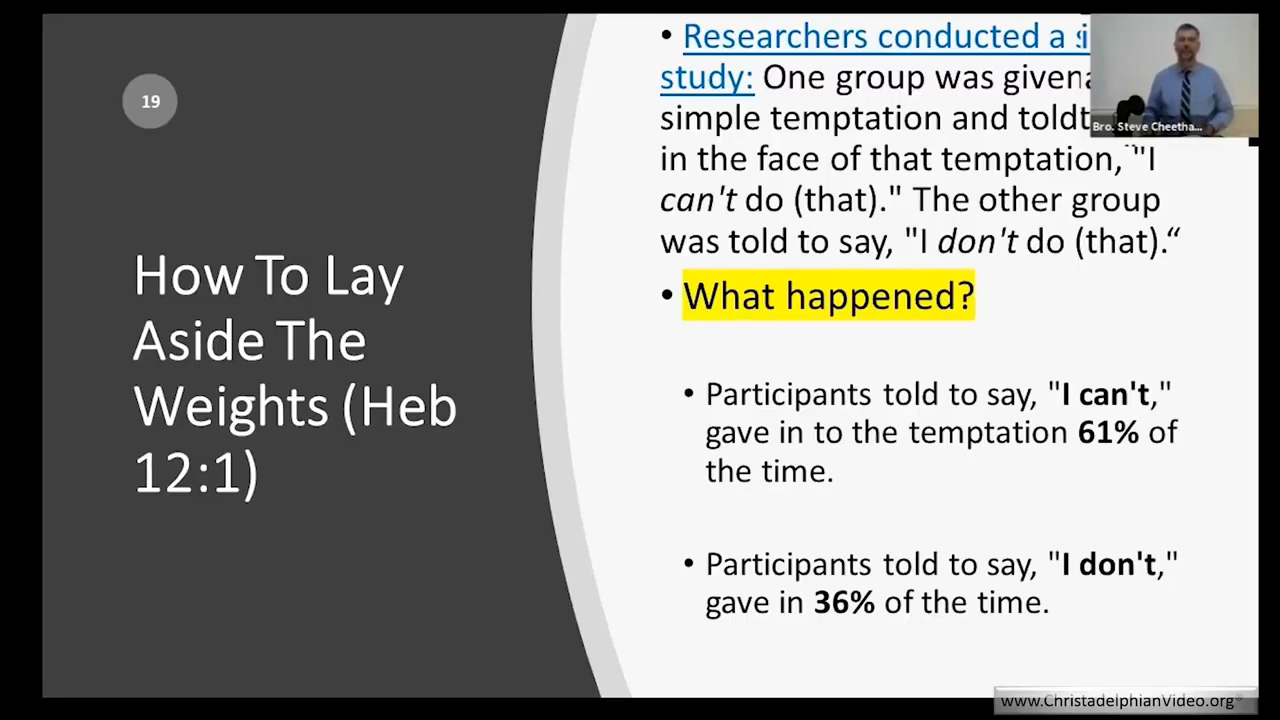 19
How To Lay
Aside The
Weights (Heb
12:1)
• Researchers conducted a
study: One group was given
simple temptation and told
in the face of that temptation, "I
can't do (that)." The other group
was told to say, "I don't do (that).“
• What happened?
• Participants told to say, "I can't,"
gave in to the temptation 61% of
the time.
• Participants told to say, "I don't,"
gave in 36% of the time.
Bro. Steve Cheetha...
www.ChristadelphianVideo.org